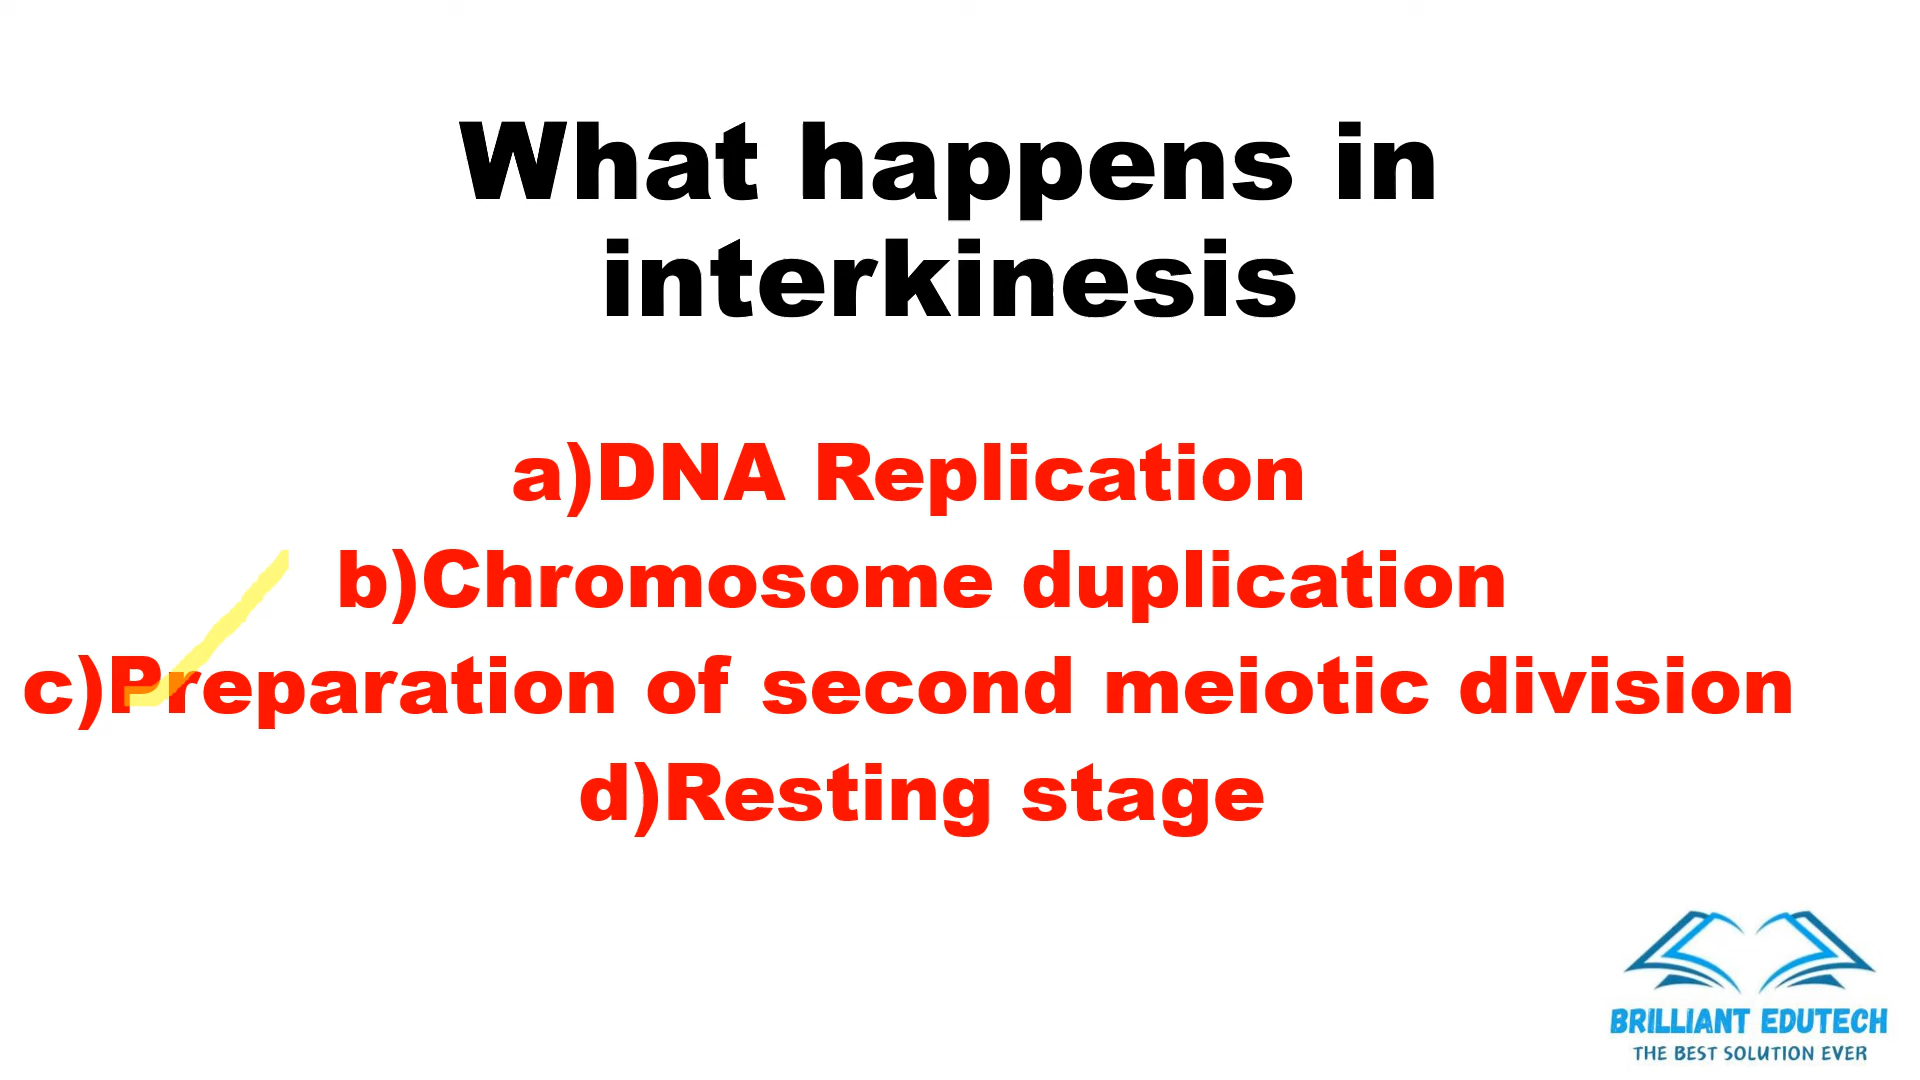 What happens in
interkinesis
a)DNA Replication
b)Chromosome duplication
c)Preparation of second meiotic division
d)Resting stage
BRILLIANT EDUTECH
THE BEST SOLUTION EVER